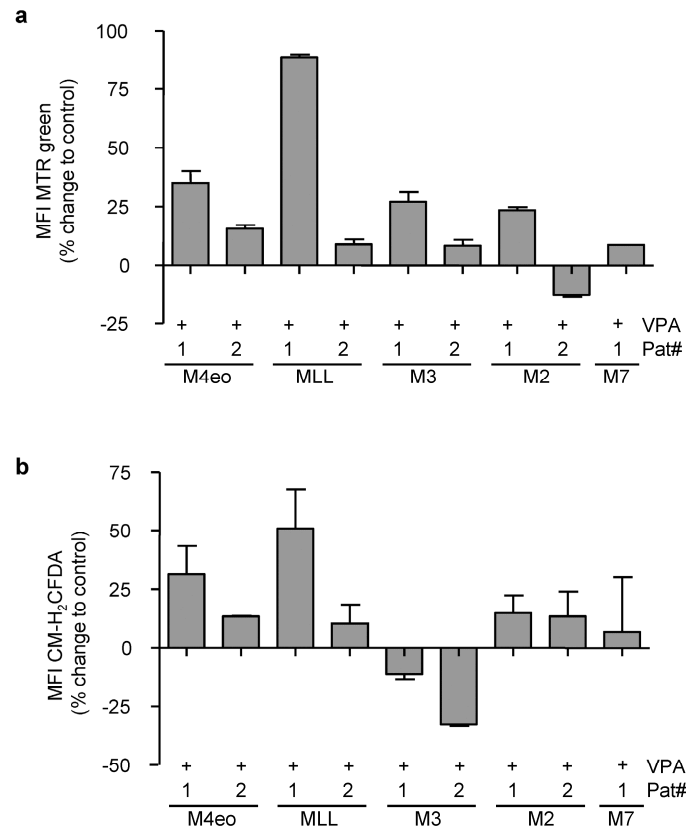 a
MFI MTR green
(% change to control)
100
75
50
25
0
-25
+ + + + + + + + + VPA
1 2 1 2 1 2 1 2 1 Pat#
M4eo MLL M3 M2 M7
b
MFI CM-H₂CFDA
(% change to control)
75
50
25
0
-25
-50
+ + + + + + + + + VPA
1 2 1 2 1 2 1 2 1 Pat#
M4eo MLL M3 M2 M7